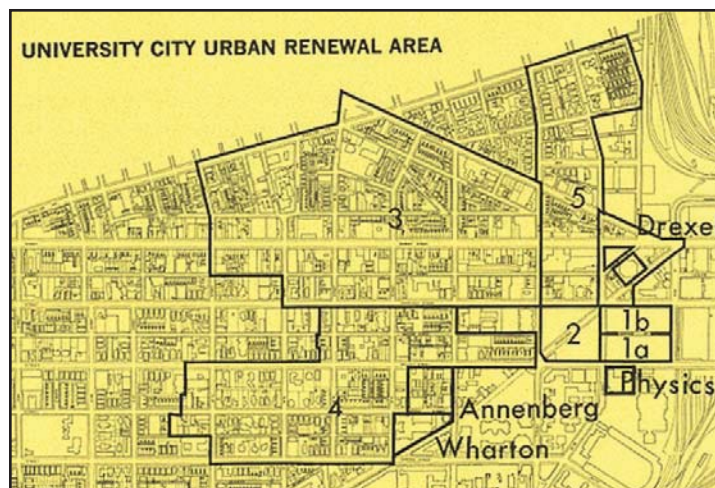 UNIVERSITY CITY URBAN RENEWAL AREA
3
5
Drexe
1b
2
1a
Physics
4
Annenberg
Wharton